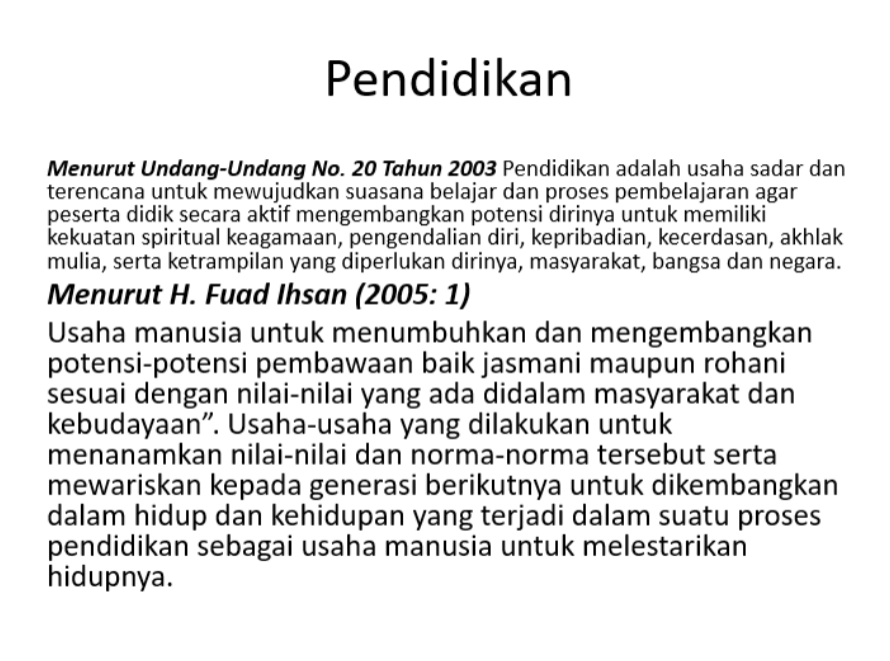 Pendidikan
Menurut Undang-Undang No. 20 Tahun 2003 Pendidikan adalah usaha sadar dan
terencana untuk mewujudkan suasana belajar dan proses pembelajaran agar
peserta didik secara aktif mengembangkan potensi dirinya untuk memiliki
kekuatan spiritual keagamaan, pengendalian diri, kepribadian, kecerdasan, akhlak
mulia, serta ketrampilan yang diperlukan dirinya, masyarakat, bangsa dan negara.
Menurut H. Fuad Ihsan (2005: 1)
Usaha manusia untuk menumbuhkan dan mengembangkan
potensi-potensi pembawaan baik jasmani maupun rohani
sesuai dengan nilai-nilai yang ada didalam masyarakat dan
kebudayaan”. Usaha-usaha yang dilakukan untuk
menanamkan nilai-nilai dan norma-norma tersebut serta
mewariskan kepada generasi berikutnya untuk dikembangkan
dalam hidup dan kehidupan yang terjadi dalam suatu proses
pendidikan sebagai usaha manusia untuk melestarikan
hidupnya.